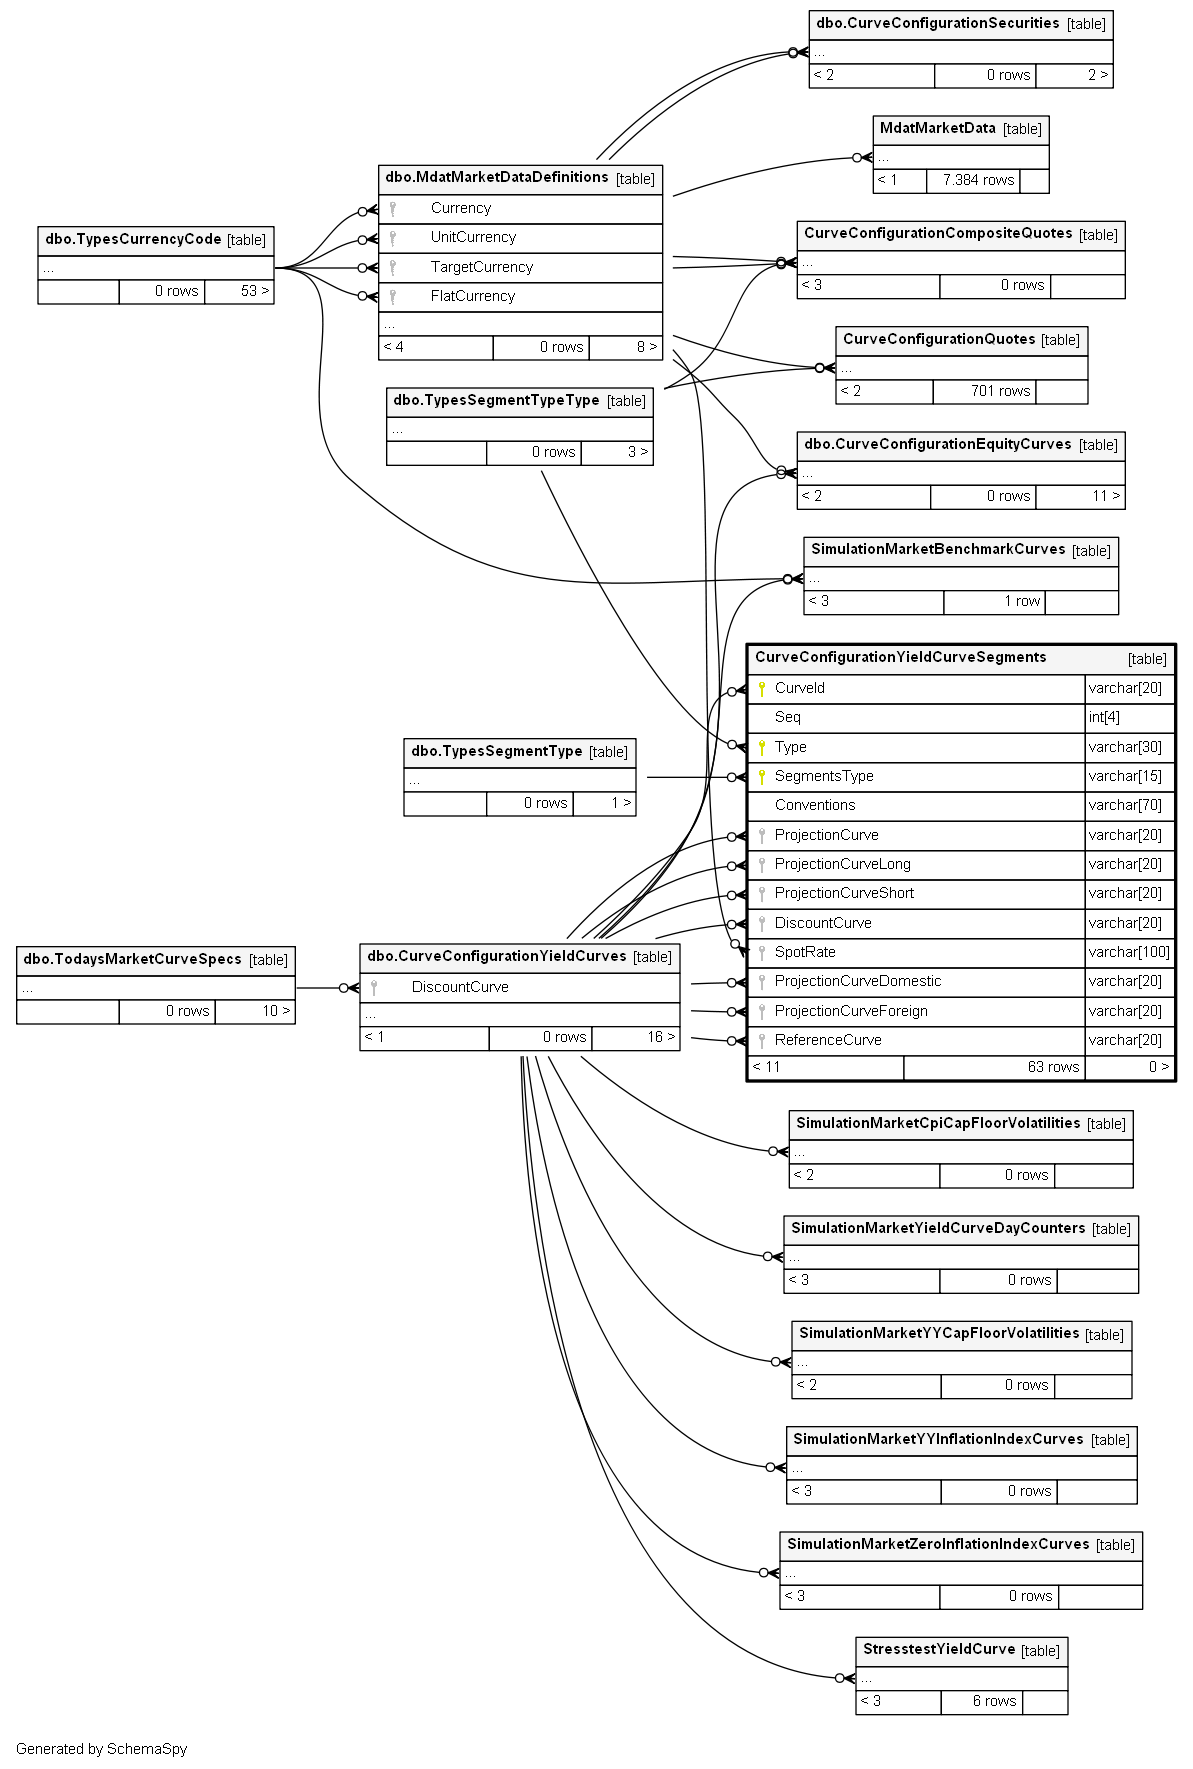 dbo.CurveConfigurationSecurities [table]
...
< 2 0 rows 2 >
MdatMarketData [table]
...
< 1 7.384 rows
dbo.MdatMarketDataDefinitions [table]
Currency
UnitCurrency
TargetCurrency
FlatCurrency
...
< 4 0 rows 8 >
dbo.TypesCurrencyCode [table]
...
0 rows 53 >
CurveConfigurationCompositeQuotes [table]
...
< 3 0 rows
CurveConfigurationQuotes [table]
...
< 2 701 rows
dbo.TypesSegmentTypeType [table]
...
0 rows 3 >
dbo.CurveConfigurationEquityCurves [table]
...
< 2 0 rows 11 >
SimulationMarketBenchmarkCurves [table]
...
< 3 1 row
CurveConfigurationYieldCurveSegments [table]
CurveId varchar[20]
Seq int[4]
Type varchar[30]
SegmentsType varchar[15]
Conventions varchar[70]
ProjectionCurve varchar[20]
ProjectionCurveLong varchar[20]
ProjectionCurveShort varchar[20]
DiscountCurve varchar[20]
SpotRate varchar[100]
ProjectionCurveDomestic varchar[20]
ProjectionCurveForeign varchar[20]
ReferenceCurve varchar[20]
< 11 63 rows 0 >
dbo.TypesSegmentType [table]
...
0 rows 1 >
dbo.TodaysMarketCurveSpecs [table]
...
0 rows 10 >
dbo.CurveConfigurationYieldCurves [table]
DiscountCurve
...
< 1 0 rows 16 >
SimulationMarketCpiCapFloorVolatilities [table]
...
< 2 0 rows
SimulationMarketYieldCurveDayCounters [table]
...
< 3 0 rows
SimulationMarketYYCapFloorVolatilities [table]
...
< 2 0 rows
SimulationMarketYYInflationIndexCurves [table]
...
< 3 0 rows
SimulationMarketZeroInflationIndexCurves [table]
...
< 3 0 rows
StresstestYieldCurve [table]
...
< 3 6 rows
Generated by SchemaSpy